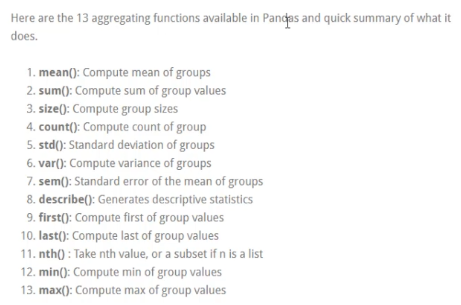 Here are the 13 aggregating functions available in Pandas and quick summary of what it
does.
1. mean(): Compute mean of groups
2. sum(): Compute sum of group values
3. size(): Compute group sizes
4. count(): Compute count of group
5. std(): Standard deviation of groups
6. var(): Compute variance of groups
7. sem(): Standard error of the mean of groups
8. describe(): Generates descriptive statistics
9. first(): Compute first of group values
10. last(): Compute last of group values
11. nth() : Take nth value, or a subset if n is a list
12. min(): Compute min of group values
13. max(): Compute max of group values